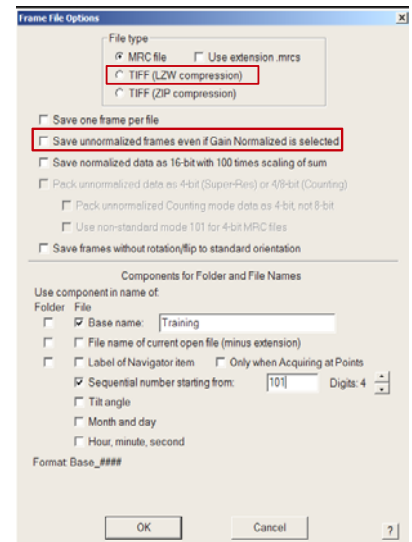 Frame File Options
File type
MRC file Use extension .mrcs
TIFF (LZW compression)
TIFF (ZIP compression)
Save one frame per file
Save unnormalized frames even if Gain Normalized is selected
Save normalized data as 16-bit with 100 times scaling of sum
Pack unnormalized data as 4-bit (Super-Res) or 4/8-bit (Counting)
Pack unnormalized Counting mode data as 4-bit, not 8-bit
Use non-standard mode 101 for 4-bit MRC files
Save frames without rotation/flip to standard orientation
Components for Folder and File Names
Use component in name of:
Folder File
Base name: Training
File name of current open file (minus extension)
Label of Navigator item Only when Acquiring at Points
Sequential number starting from: 101 Digits: 4
Tilt angle
Month and day
Hour, minute, second
Format: Base_####
OK Cancel ?